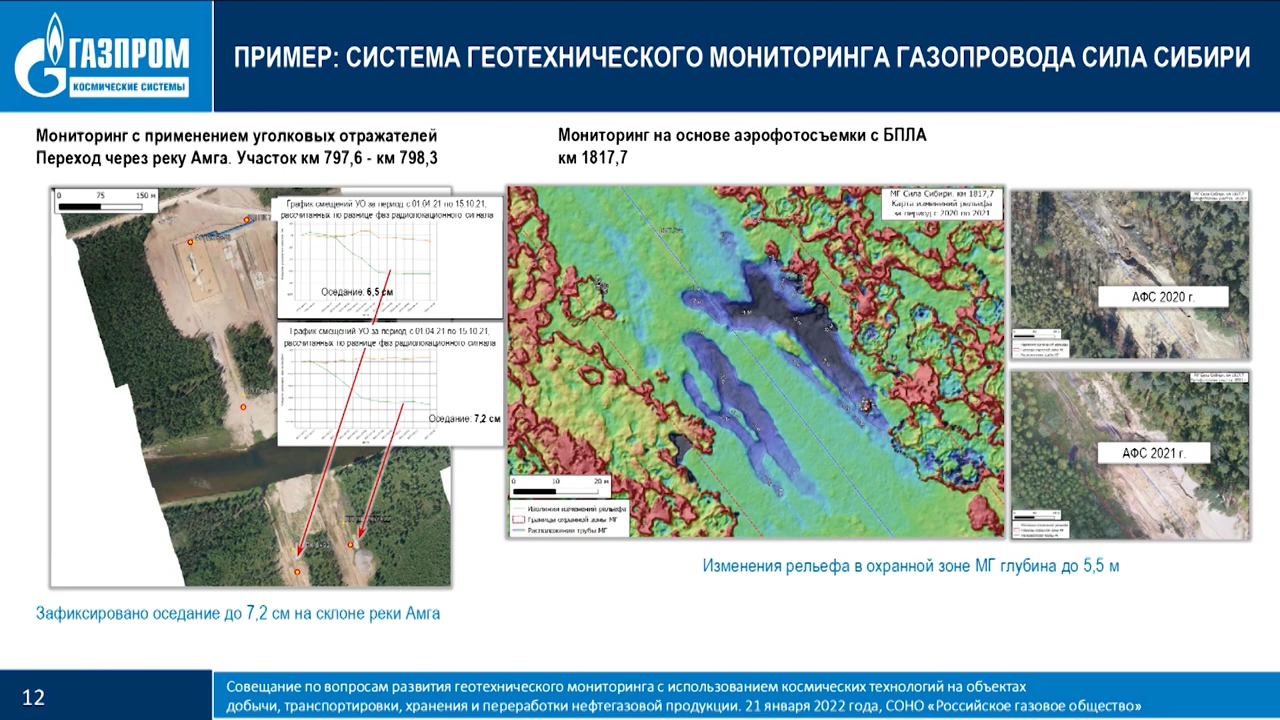 ГАЗПРОМ
КОСМИЧЕСКИЕ СИСТЕМЫ
ПРИМЕР: СИСТЕМА ГЕОТЕХНИЧЕСКОГО МОНИТОРИНГА ГАЗОПРОВОДА СИЛА СИБИРИ
Мониторинг с применением уголковых отражателей
Переход через реку Амга. Участок км 797,6 - км 798,3
0 75 150 м
График смещений УО за период с 01.04.21 по 15.10.21,
рассчитанных по разнице фаз радиолокационного сигнала
Оседание: 6,5 см
График смещений УО за период с 01.04.21 по 15.10.21,
рассчитанных по разнице фаз радиолокационного сигнала
Оседание: 7,2 см
Зафиксировано оседание до 7,2 см на склоне реки Амга
Мониторинг на основе аэрофотосъемки с БПЛА
км 1817,7
МГ Сила Сибири, км 1817,7
Карта изменений рельефа
за период с 2020 по 2021
0 10 20 м
Изолинии изменений рельефа
Границы охранной зоны МГ
Расположение трубы МГ
АФС 2020 г.
АФС 2021 г.
Изменения рельефа в охранной зоне МГ глубина до 5,5 м
12
Совещание по вопросам развития геотехнического мониторинга с использованием космических технологий на объектах
добычи, транспортировки, хранения и переработки нефтегазовой продукции. 21 января 2022 года, СОНО «Российское газовое общество»